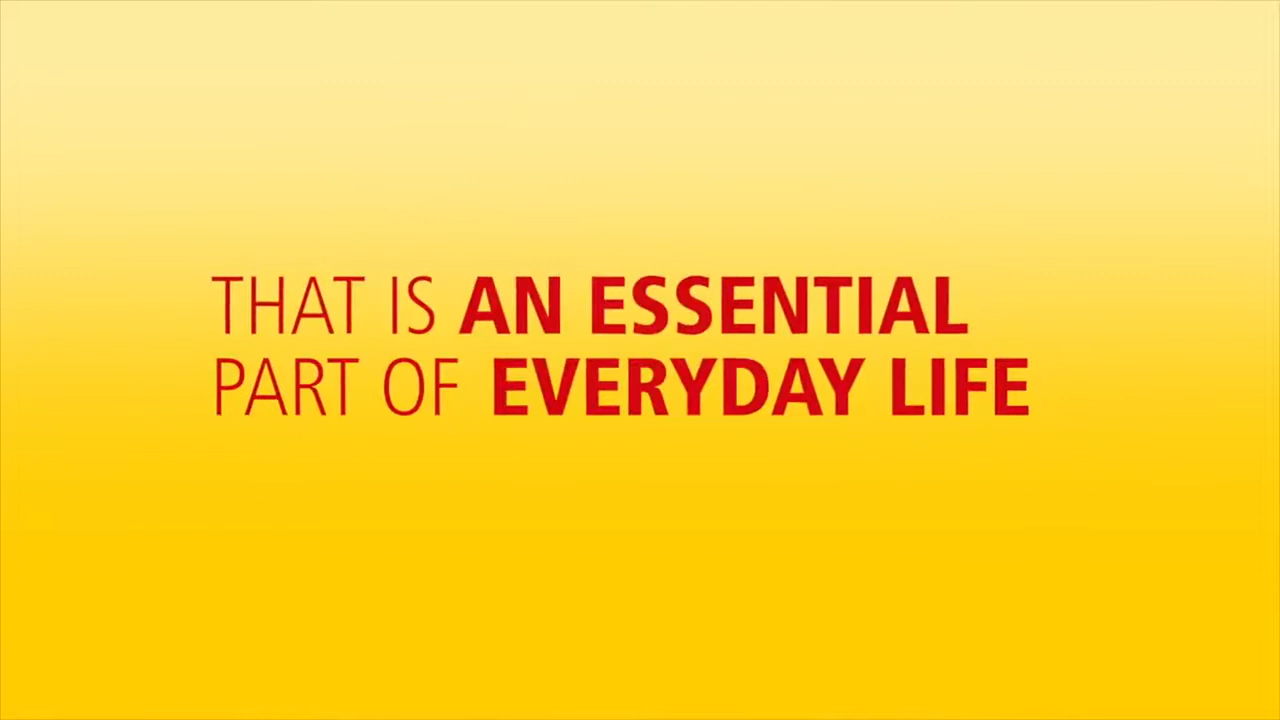 THAT IS AN ESSENTIAL
PART OF EVERYDAY LIFE